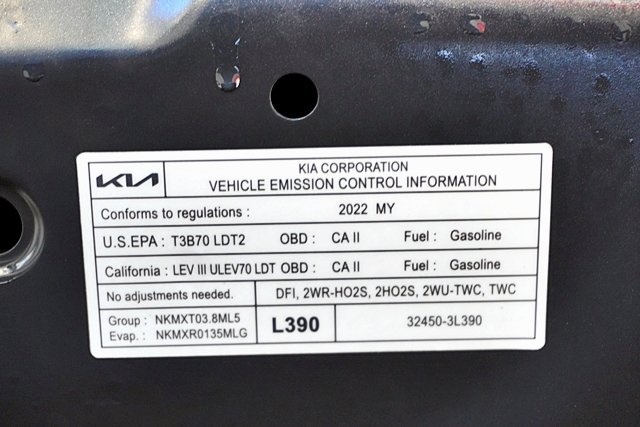 KIA
KIA CORPORATION
VEHICLE EMISSION CONTROL INFORMATION
Conforms to regulations : 2022 MY
U.S.EPA : T3B70 LDT2 OBD : CA II Fuel : Gasoline
California : LEV III ULEV70 LDT OBD : CA II Fuel : Gasoline
No adjustments needed. DFI, 2WR-HO2S, 2HO2S, 2WU-TWC, TWC
Group : NKMXT03.8ML5
Evap. : NKMXR0135MLG
L390
32450-3L390